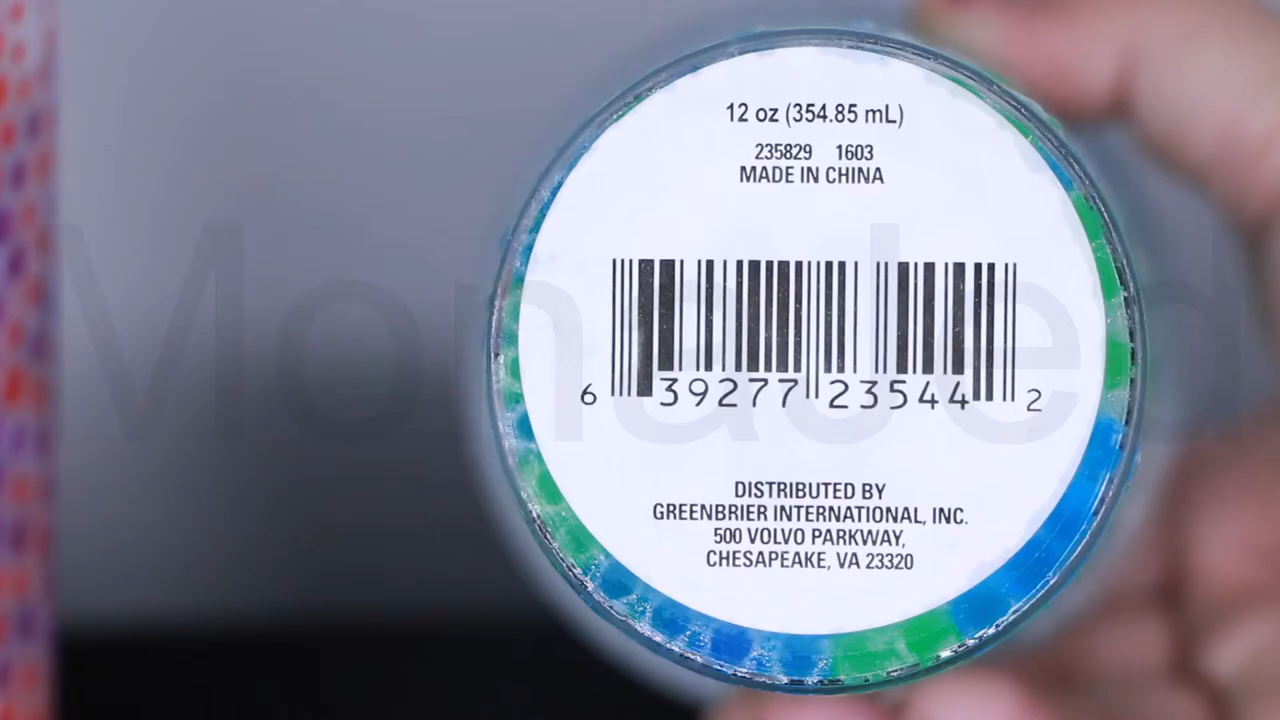 12 oz (354.85 mL)
235829 1603
MADE IN CHINA
6 39277 23544 2
DISTRIBUTED BY
GREENBRIER INTERNATIONAL, INC.
500 VOLVO PARKWAY,
CHESAPEAKE, VA 23320
MonaJed